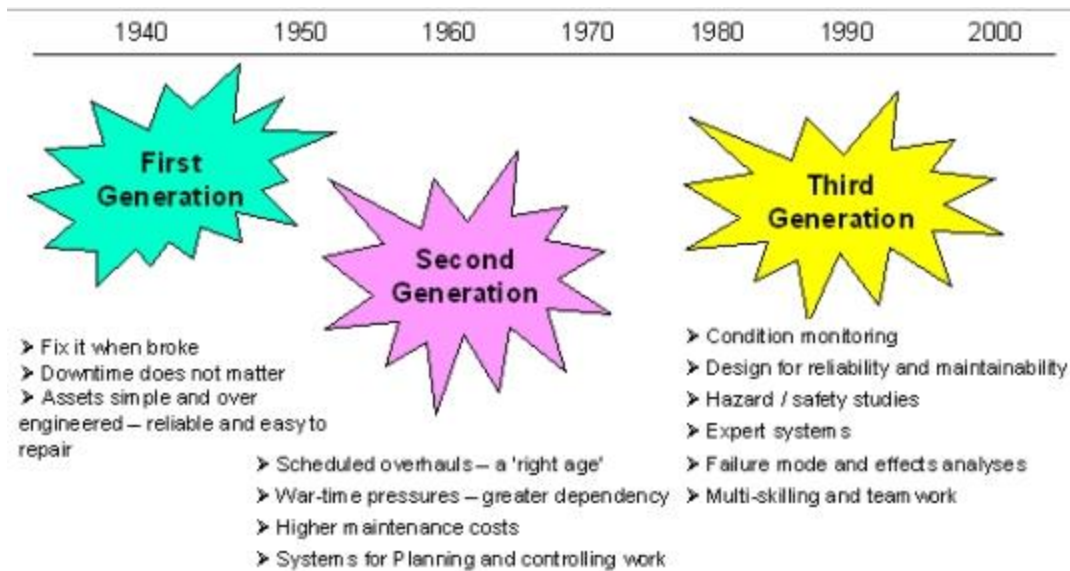 1940 1950 1960 1970 1980 1990 2000
First
Generation
Second
Generation
Third
Generation
➤ Fix it when broke
➤ Downtime does not matter
➤ Assets simple and over
engineered – reliable and easy to
repair
➤ Scheduled overhauls – a 'right age'
➤ War-time pressures – greater dependency
➤ Higher maintenance costs
➤ Systems for Planning and controlling work
➤ Condition monitoring
➤ Design for reliability and maintainability
➤ Hazard / safety studies
➤ Expert systems
➤ Failure mode and effects analyses
➤ Multi-skilling and team work